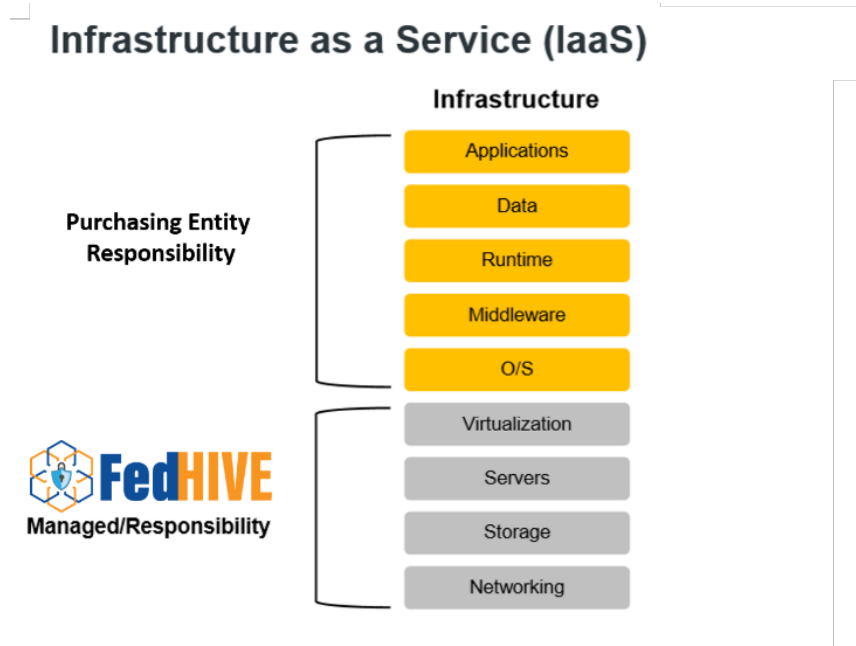 Infrastructure as a Service (IaaS)
Infrastructure
Purchasing Entity
Responsibility
Applications
Data
Runtime
Middleware
O/S
FedHIVE
Managed/Responsibility
Virtualization
Servers
Storage
Networking